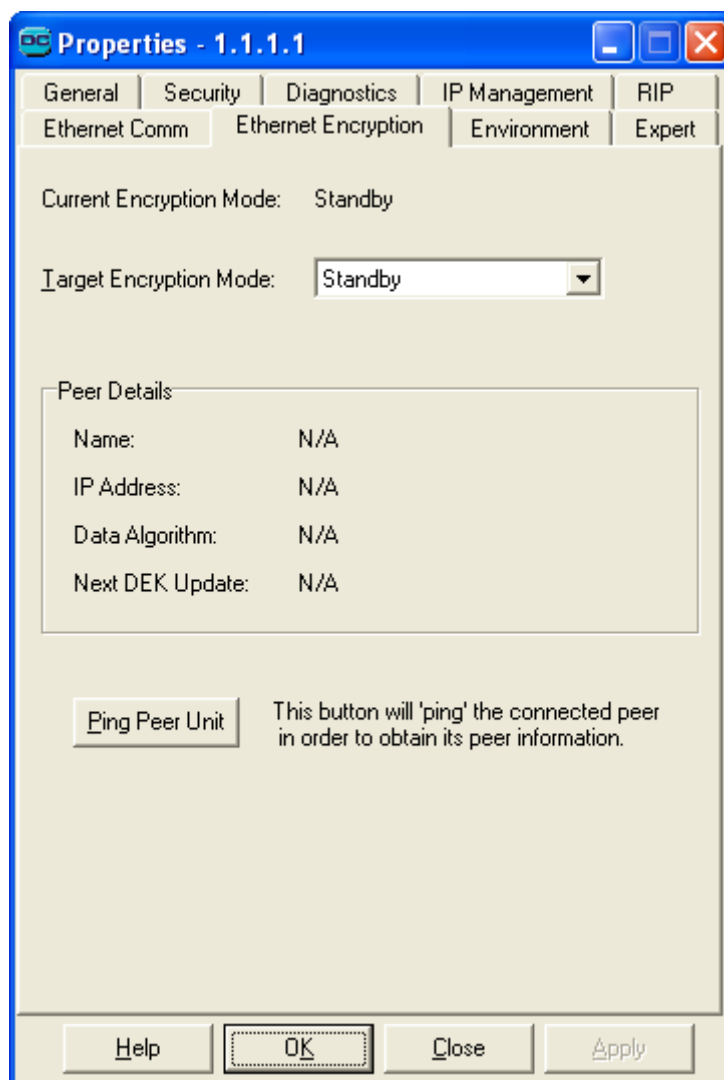 Properties - 1.1.1.1
General Security Diagnostics IP Management RIP
Ethernet Comm Ethernet Encryption Environment Expert
Current Encryption Mode: Standby
Target Encryption Mode: Standby
Peer Details
Name: N/A
IP Address: N/A
Data Algorithm: N/A
Next DEK Update: N/A
Ping Peer Unit
This button will 'ping' the connected peer
in order to obtain its peer information.
Help OK Close Apply